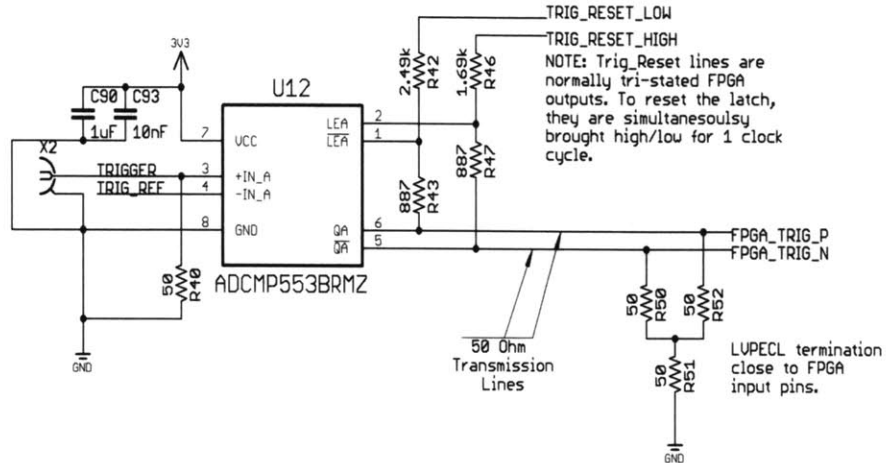 TRIG_RESET_LOW
TRIG_RESET_HIGH
NOTE: Trig_Reset lines are
normally tri-stated FPGA
outputs. To reset the latch,
they are simultanesoulsy
brought high/low for 1 clock
cycle.
3V3
2.49k
R42
1.69k
R46
C90
1uF
C93
10nF
X2
TRIGGER
TRIG_REF
U12
7
VCC
3
+IN_A
4
-IN_A
8
GND
LEA
2
LEA
1
QA
6
QA
5
ADCMP553BRMZ
887
R43
887
R47
50
R40
GND
FPGA_TRIG_P
FPGA_TRIG_N
50
R50
50
R52
50
R51
50 Ohm
Transmission
Lines
LVPECL termination
close to FPGA
input pins.
GND